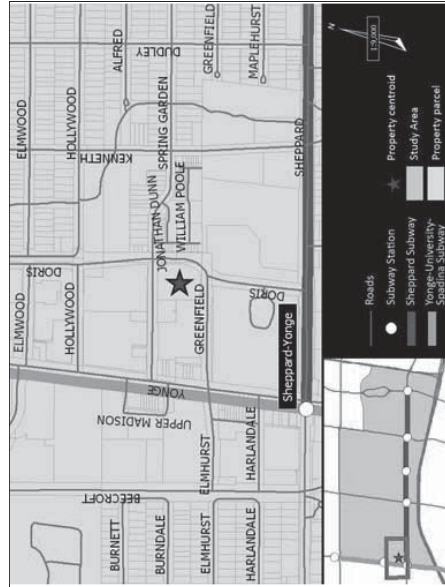 ELMWOOD
ELMWOOD
DORIS
HOLLYWOOD
HOLLYWOOD
BURNETT
BEECROFT
KENNETH
ALFRED
BURNDALE
UPPER MADISON
JONATHAN DUNN
SPRING GARDEN
DUDLEY
YONGE
WILLIAM POOLE
ELMHURST
ELMHURST
GREENFIELD
GREENFIELD
HARLANDALE
HARLANDALE
DORIS
MAPLEHURST
Sheppard-Yonge
SHEPPARD
N
1:9,000
Roads
Subway Station
Sheppard Subway
Yonge-University-
Spadina Subway
Property centroid
Study Area
Property parcel